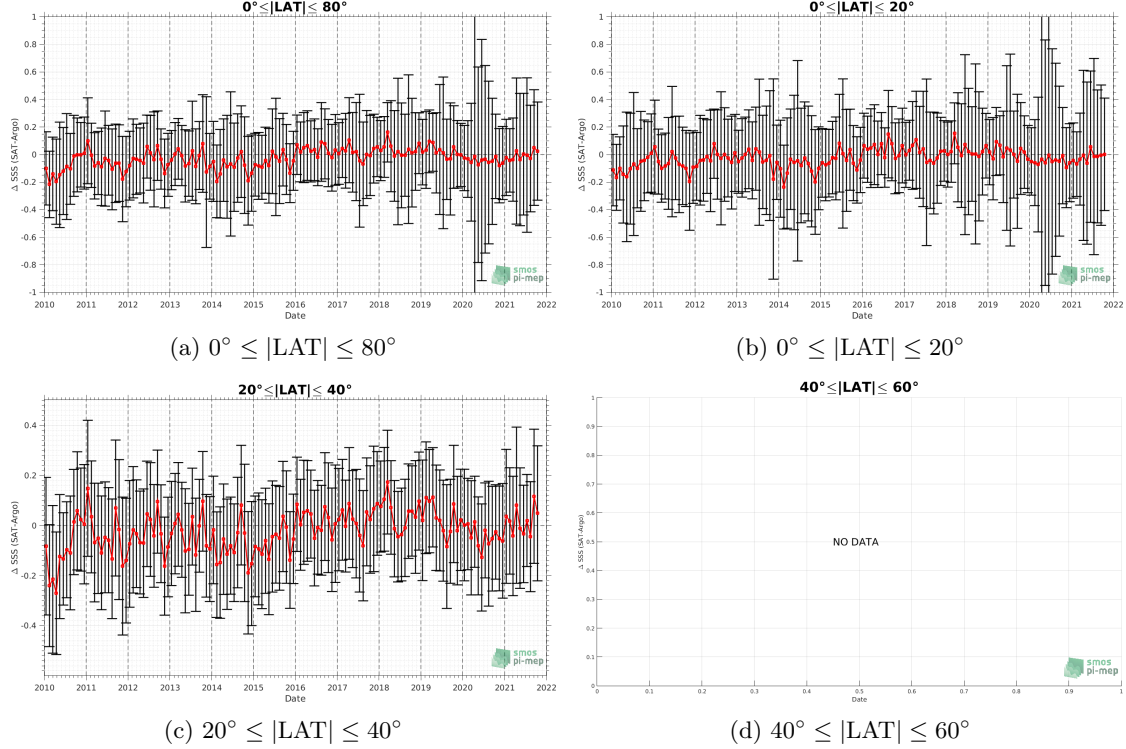 0°≤|LAT|≤ 80°
Δ SSS (SAT-Argo)
1
0.8
0.6
0.4
0.2
0
-0.2
-0.4
-0.6
-0.8
-1
2010 2011 2012 2013 2014 2015 2016 2017 2018 2019 2020 2021 2022
Date
smos
pi-mep
(a) 0° ≤ |LAT| ≤ 80°
0°≤|LAT|≤ 20°
Δ SSS (SAT-Argo)
1
0.8
0.6
0.4
0.2
0
-0.2
-0.4
-0.6
-0.8
-1
2010 2011 2012 2013 2014 2015 2016 2017 2018 2019 2020 2021 2022
Date
smos
pi-mep
(b) 0° ≤ |LAT| ≤ 20°
20°≤|LAT|≤ 40°
Δ SSS (SAT-Argo)
0.4
0.2
0
-0.2
-0.4
2010 2011 2012 2013 2014 2015 2016 2017 2018 2019 2020 2021 2022
Date
smos
pi-mep
(c) 20° ≤ |LAT| ≤ 40°
40°≤|LAT|≤ 60°
Δ SSS (SAT-Argo)
1
0.9
0.8
0.7
0.6
0.5
0.4
0.3
0.2
0.1
0
NO DATA
0 0.1 0.2 0.3 0.4 0.5 0.6 0.7 0.8 0.9 1
Date
smos
pi-mep
(d) 40° ≤ |LAT| ≤ 60°